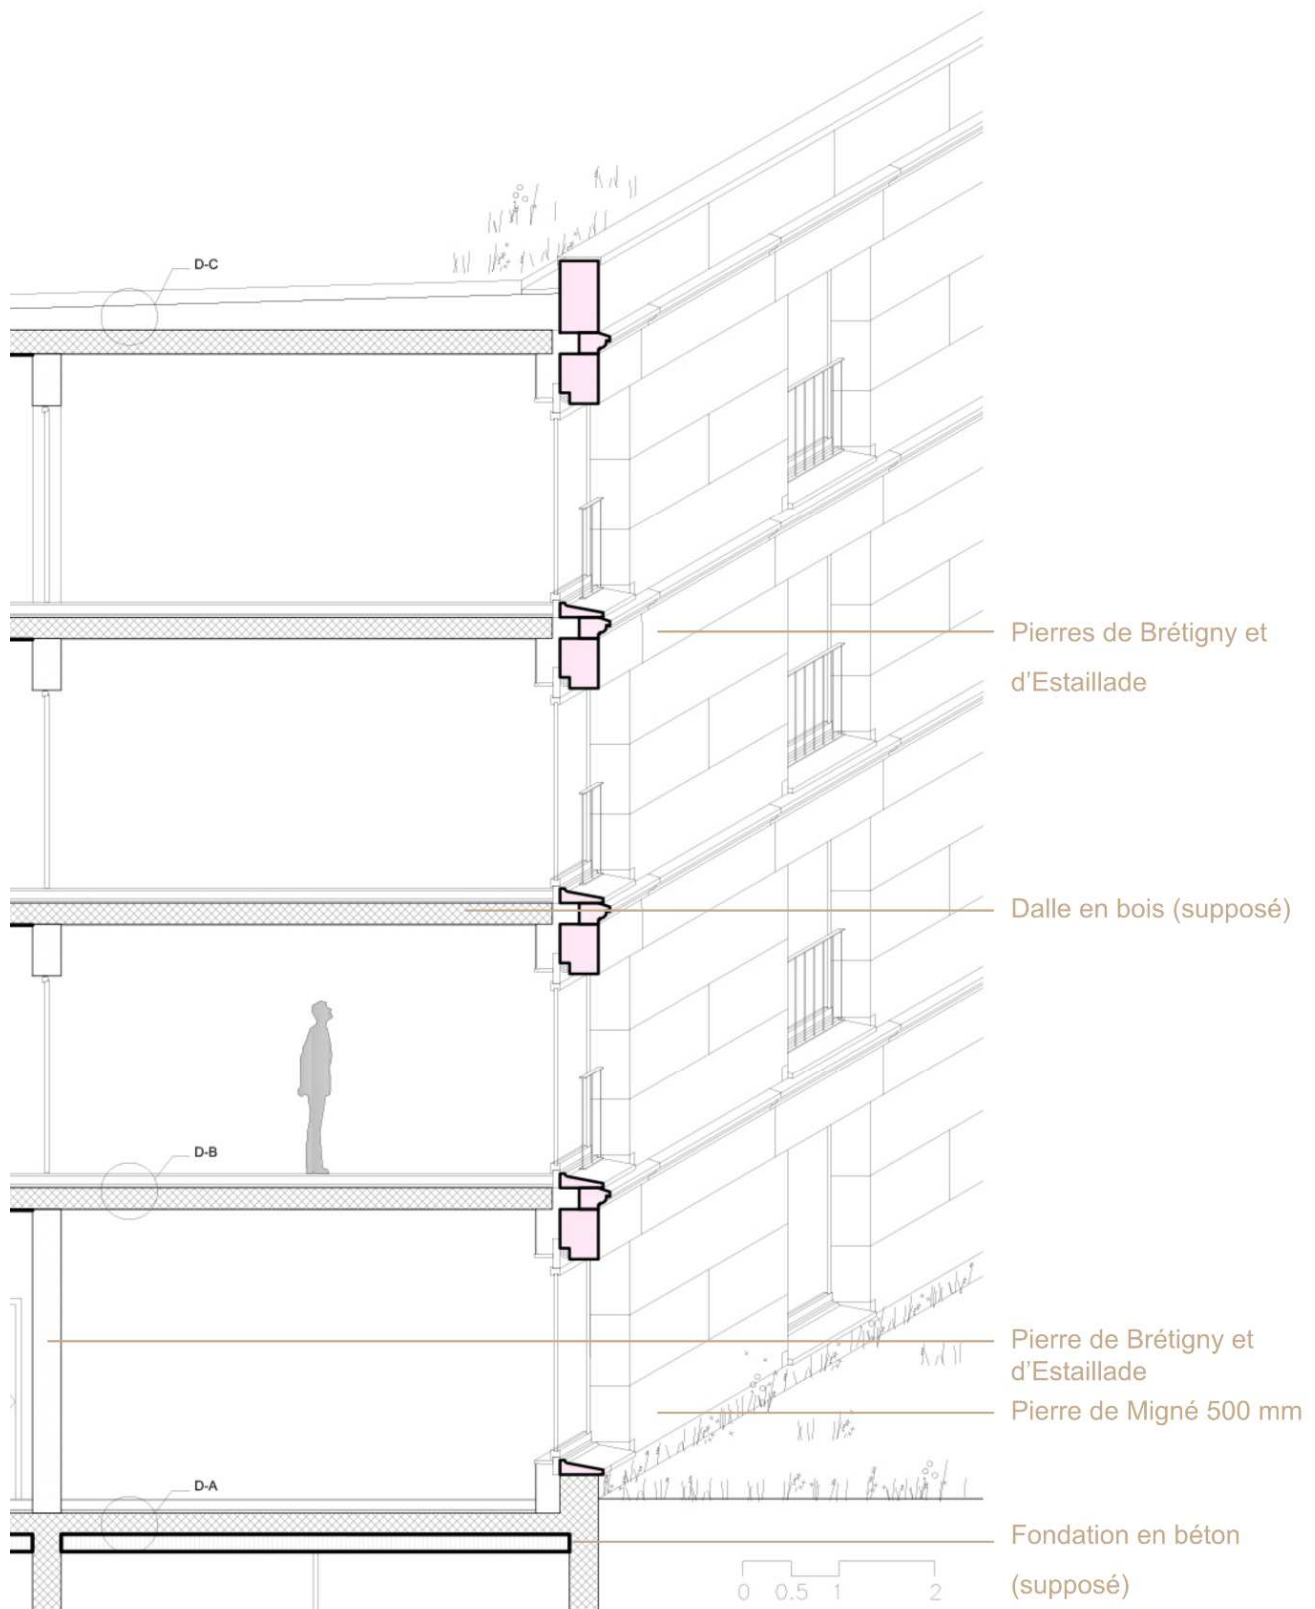 D-C
Pierres de Brétigny et
d'Estaillade
Dalle en bois (supposé)
D-B
Pierre de Brétigny et
d'Estaillade
Pierre de Migné 500 mm
D-A
Fondation en béton
(supposé)
0 0.5 1 2